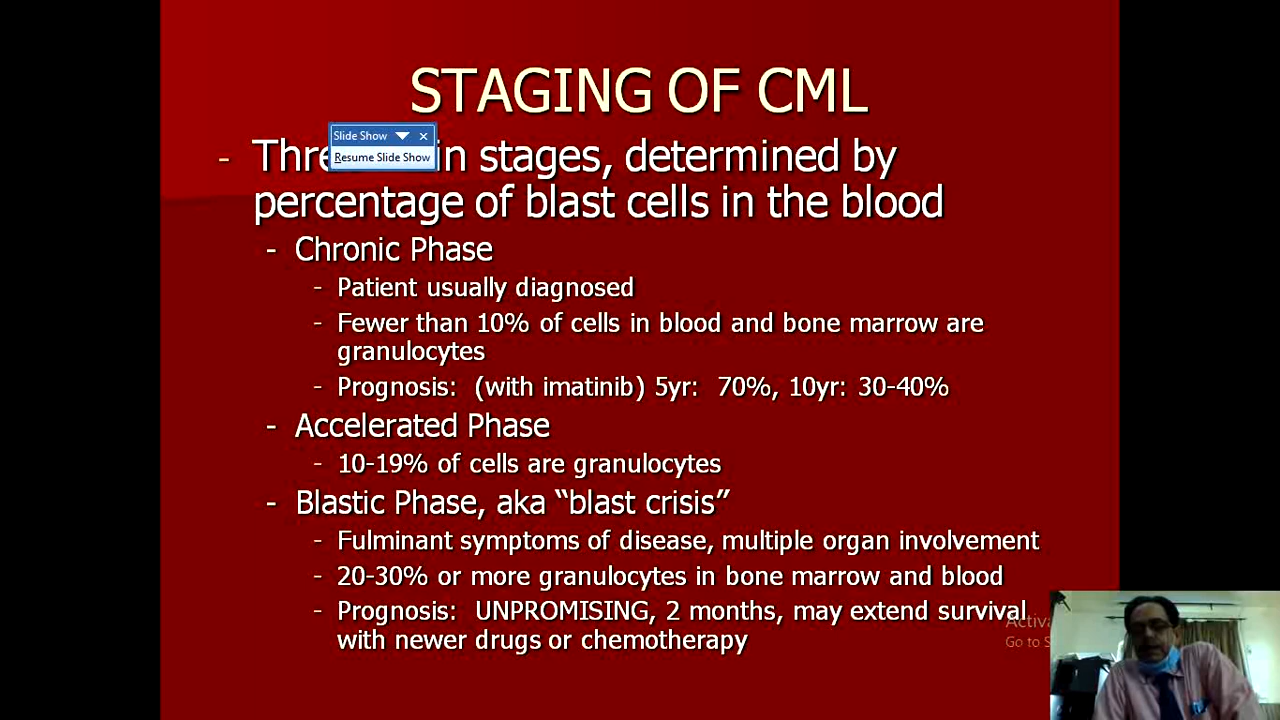 STAGING OF CML
Slide Show
Resume Slide Show
- Thre in stages, determined by
percentage of blast cells in the blood
- Chronic Phase
- Patient usually diagnosed
- Fewer than 10% of cells in blood and bone marrow are
granulocytes
- Prognosis: (with imatinib) 5yr: 70%, 10yr: 30-40%
- Accelerated Phase
- 10-19% of cells are granulocytes
- Blastic Phase, aka “blast crisis”
- Fulminant symptoms of disease, multiple organ involvement
- 20-30% or more granulocytes in bone marrow and blood
- Prognosis: UNPROMISING, 2 months, may extend survival
with newer drugs or chemotherapy
Activa
Go to S